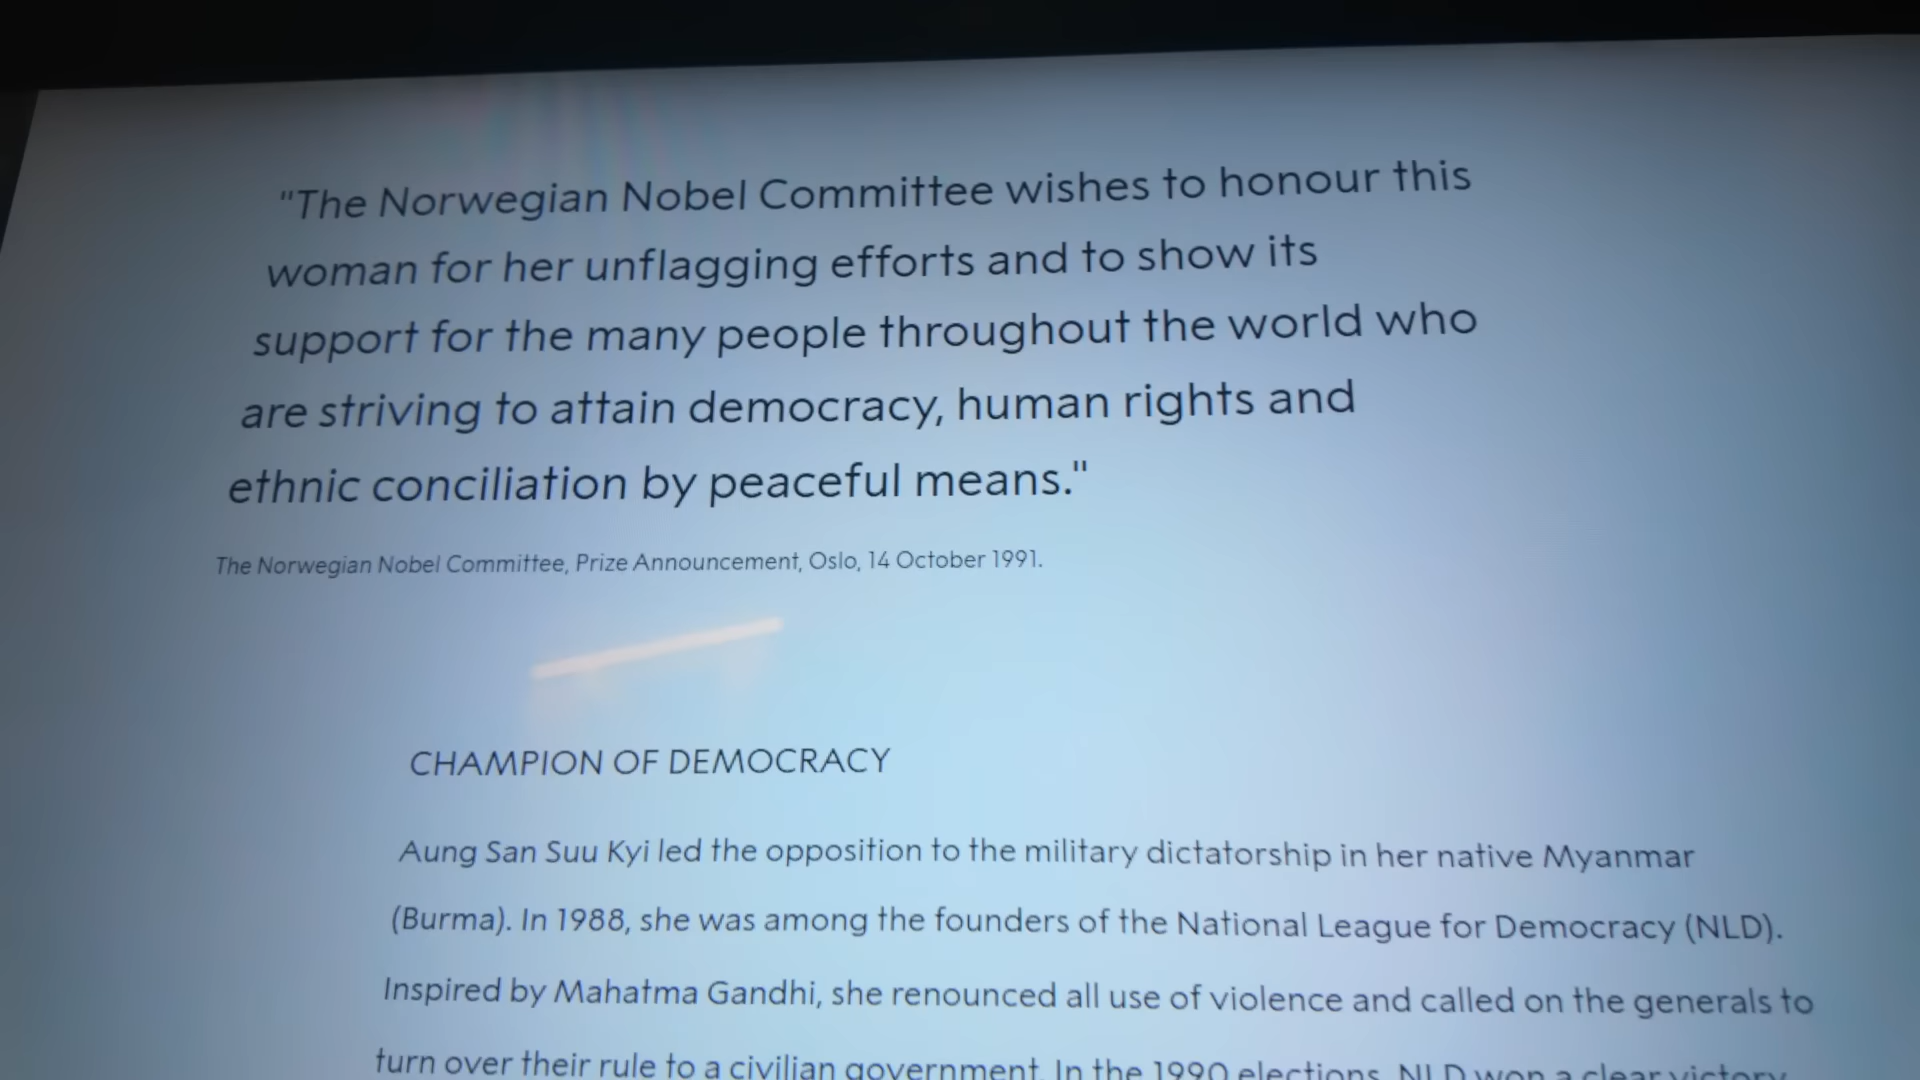 "The Norwegian Nobel Committee wishes to honour this
woman for her unflagging efforts and to show its
support for the many people throughout the world who
are striving to attain democracy, human rights and
ethnic conciliation by peaceful means."
The Norwegian Nobel Committee, Prize Announcement, Oslo, 14 October 1991.
CHAMPION OF DEMOCRACY
Aung San Suu Kyi led the opposition to the military dictatorship in her native Myanmar
(Burma). In 1988, she was among the founders of the National League for Democracy (NLD).
Inspired by Mahatma Gandhi, she renounced all use of violence and called on the generals to
turn over their rule to a civilian government. In the 1990 elections, NLD won a clear victory